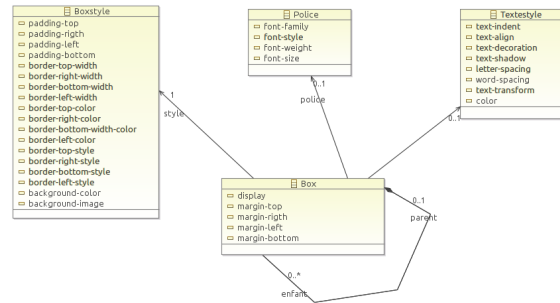 Boxstyle
padding-top
padding-rigth
padding-left
padding-bottom
border-top-width
border-right-width
border-bottom-width
border-left-width
border-top-color
border-right-color
border-bottom-width-color
border-left-color
border-top-style
border-right-style
border-bottom-style
border-left-style
background-color
background-image
Police
font-family
font-style
font-weight
font-size
Textestyle
text-indent
text-align
text-decoration
text-shadow
letter-spacing
word-spacing
text-transform
color
1
style
0..1
police
0..1
Box
display
margin-top
margin-rigth
margin-left
margin-bottom
0..1
parent
0..*
enfant